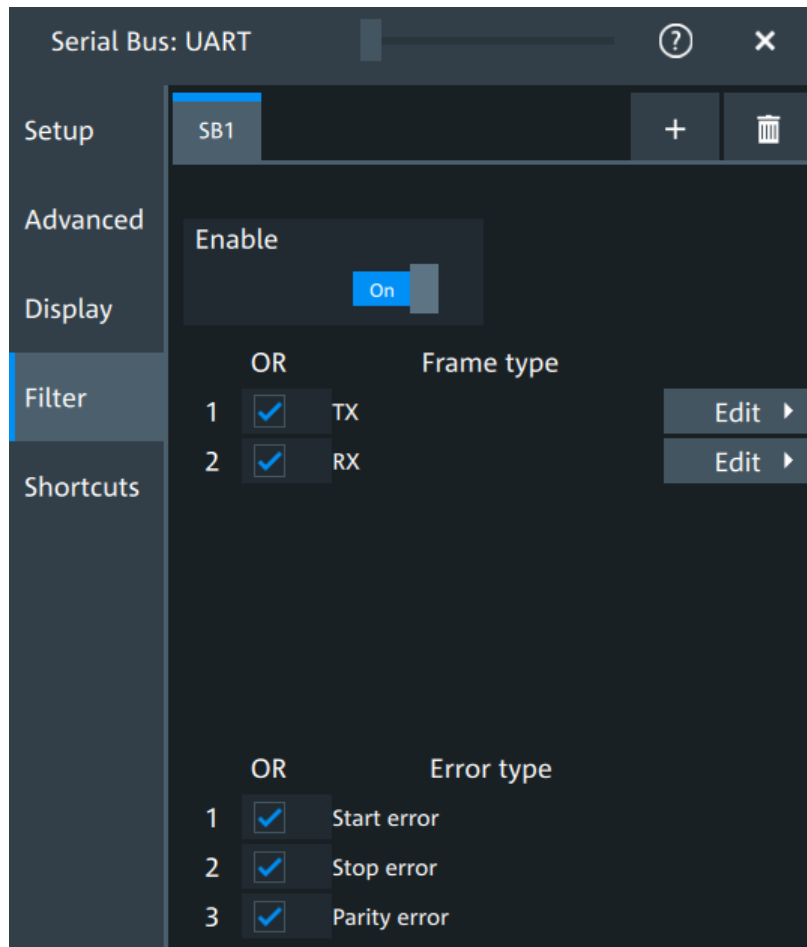 Serial Bus: UART ? ×
Setup
SB1 +
Advanced
Enable
On
Display
OR Frame type
Filter
1 TX Edit
2 RX Edit
Shortcuts
OR Error type
1 Start error
2 Stop error
3 Parity error